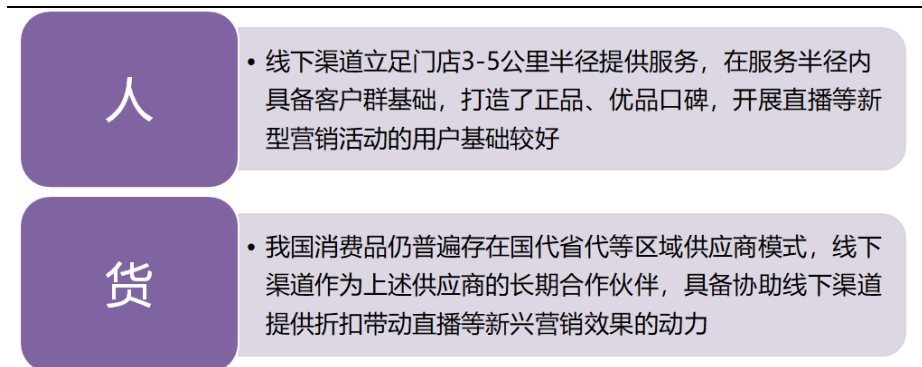 人
• 线下渠道立足门店3-5公里半径提供服务，在服务半径内
具备客户群基础，打造了正品、优品口碑，开展直播等新
型营销活动的用户基础较好
货
• 我国消费品仍普遍存在国代省代等区域供应商模式，线下
渠道作为上述供应商的长期合作伙伴，具备协助线下渠道
提供折扣带动直播等新兴营销效果的动力